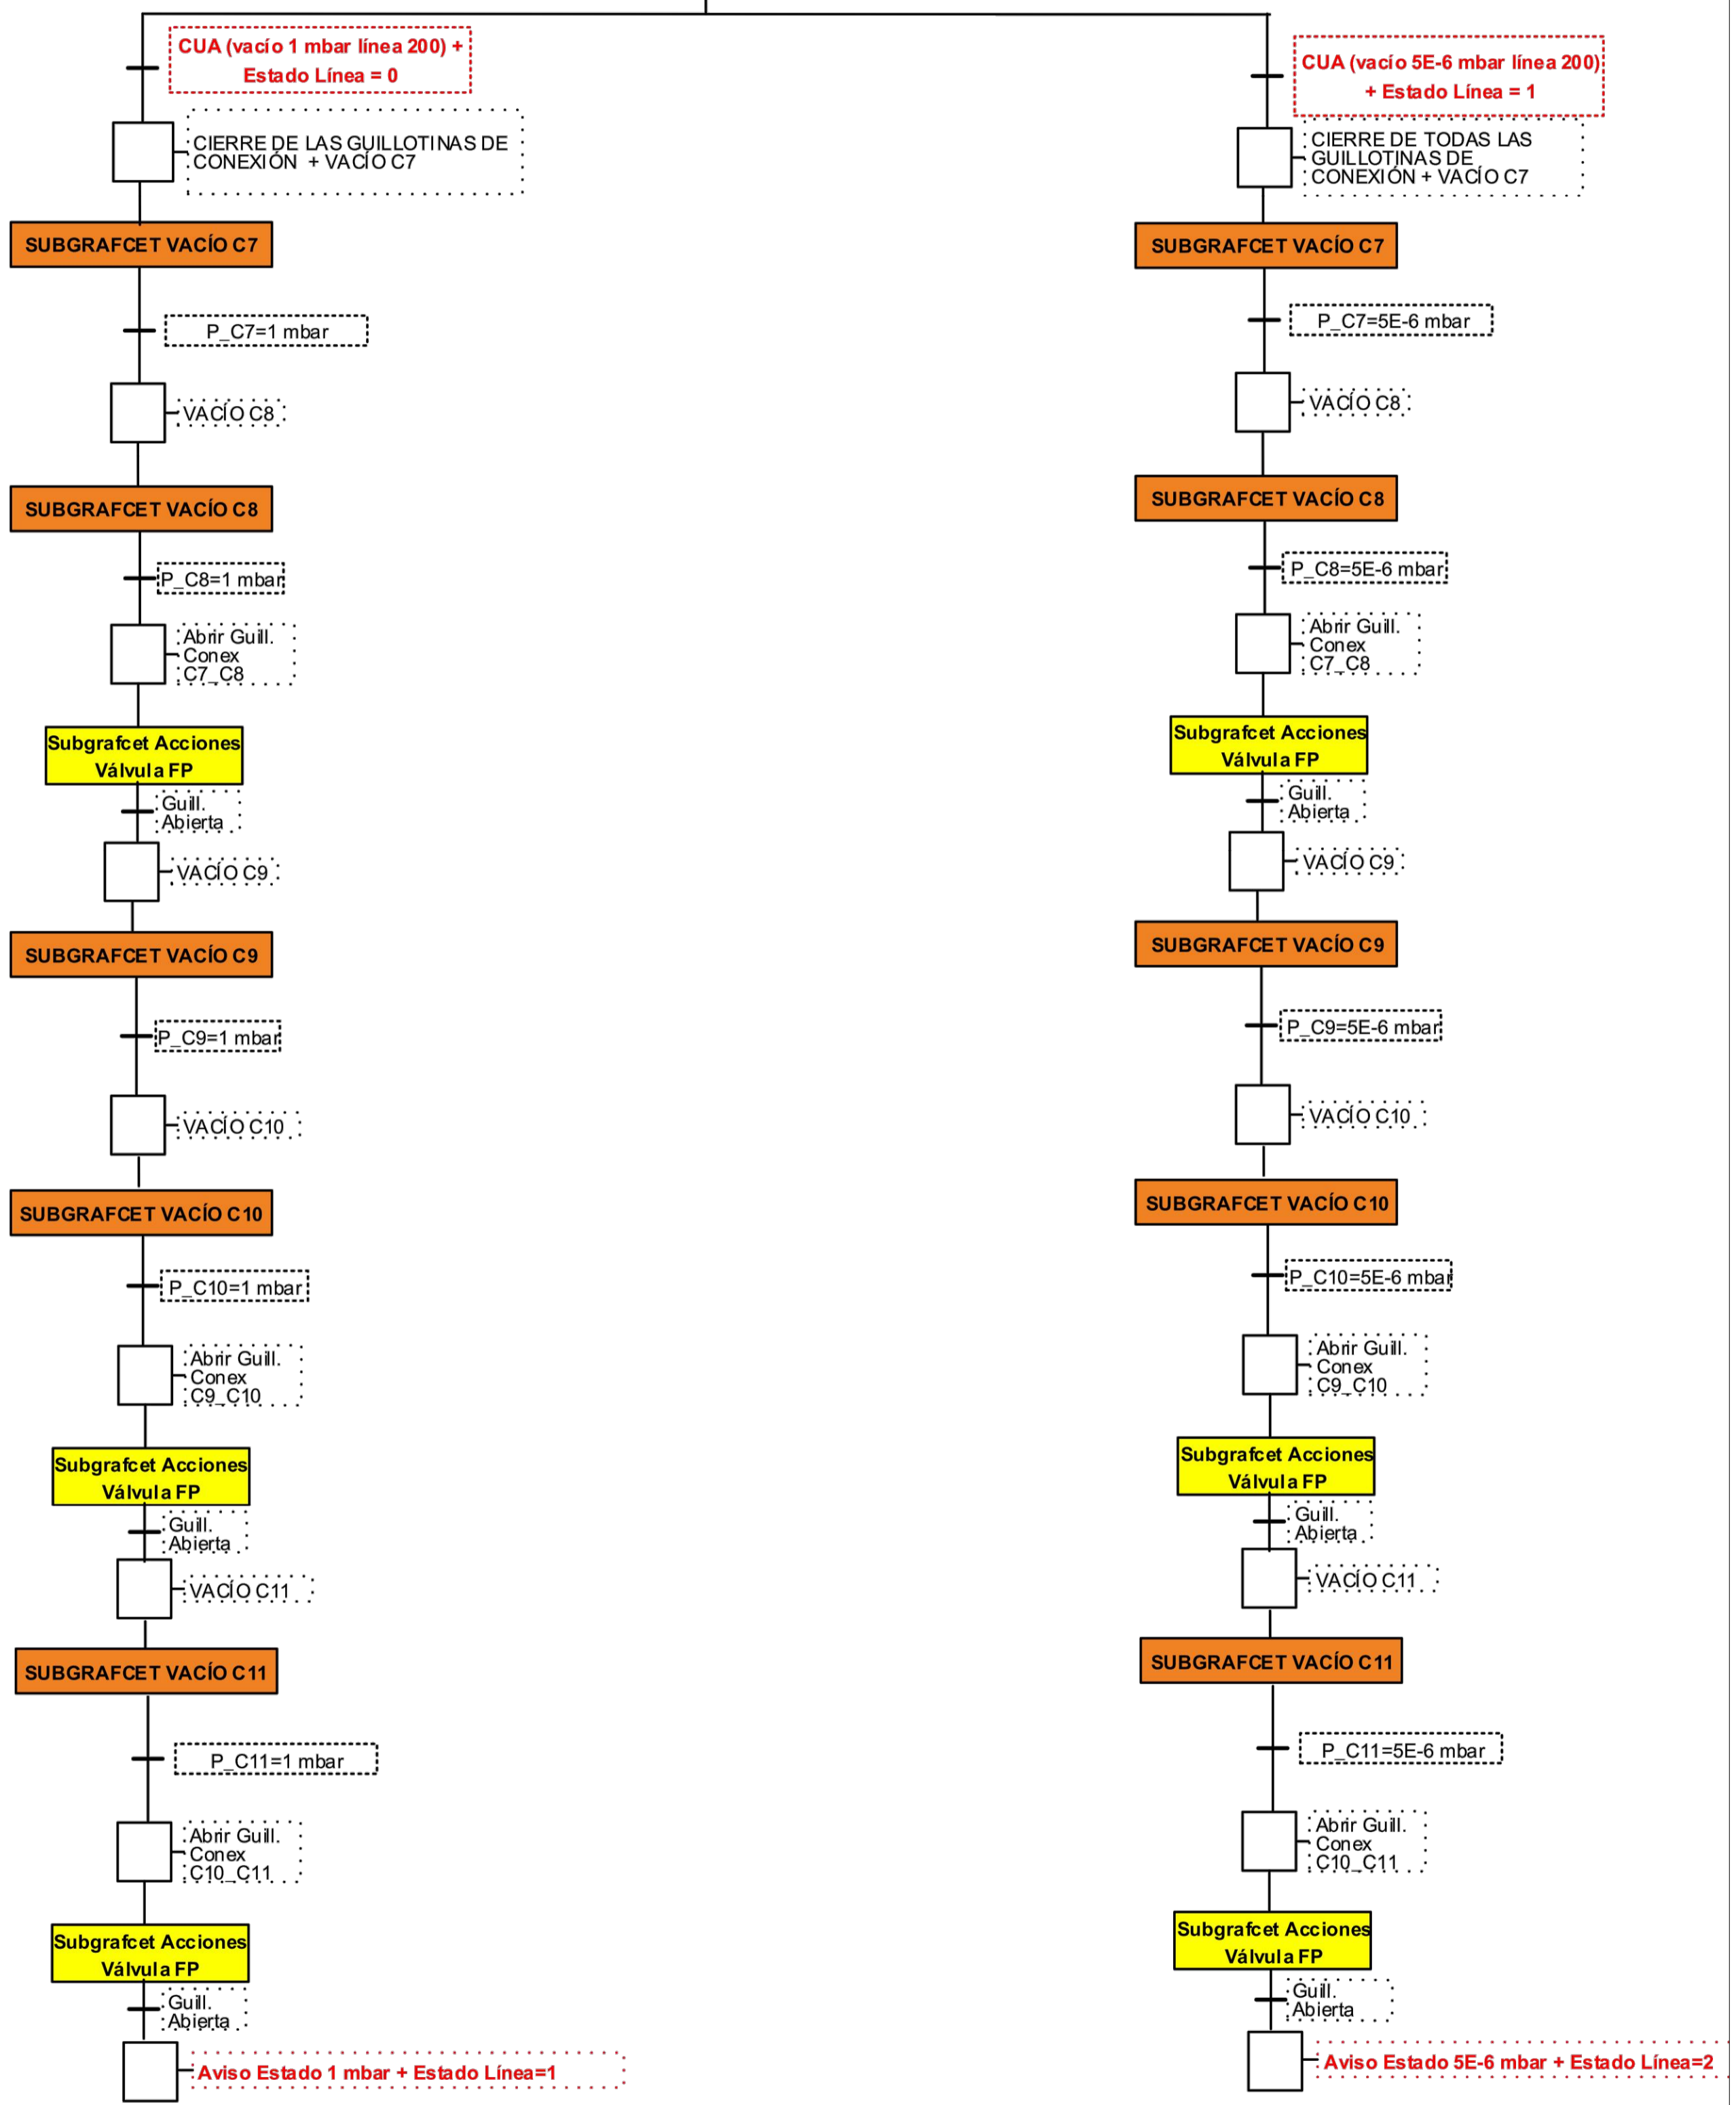 CUA (vacío 1 mbar línea 200) +
Estado Línea = 0
CIERRE DE LAS GUILLOTINAS DE
CONEXIÓN + VACÍO C7
SUBGRAFCET VACÍO C7
P_C7=1 mbar
VACÍO C8
SUBGRAFCET VACÍO C8
P_C8=1 mbar
Abrir Guill.
Conex
C7_C8
Subgrafcet Acciones
Válvula FP
Guill.
Abierta
VACÍO C9
SUBGRAFCET VACÍO C9
P_C9=1 mbar
VACÍO C10
SUBGRAFCET VACÍO C10
P_C10=1 mbar
Abrir Guill.
Conex
C9_C10
Subgrafcet Acciones
Válvula FP
Guill.
Abierta
VACÍO C11
SUBGRAFCET VACÍO C11
P_C11=1 mbar
Abrir Guill.
Conex
C10_C11
Subgrafcet Acciones
Válvula FP
Guill.
Abierta
Aviso Estado 1 mbar + Estado Línea=1
CUA (vacío 5E-6 mbar línea 200)
+ Estado Línea = 1
CIERRE DE TODAS LAS
GUILLOTINAS DE
CONEXIÓN + VACÍO C7
SUBGRAFCET VACÍO C7
P_C7=5E-6 mbar
VACÍO C8
SUBGRAFCET VACÍO C8
P_C8=5E-6 mbar
Abrir Guill.
Conex
C7_C8
Subgrafcet Acciones
Válvula FP
Guill.
Abierta
VACÍO C9
SUBGRAFCET VACÍO C9
P_C9=5E-6 mbar
VACÍO C10
SUBGRAFCET VACÍO C10
P_C10=5E-6 mbar
Abrir Guill.
Conex
C9_C10
Subgrafcet Acciones
Válvula FP
Guill.
Abierta
VACÍO C11
SUBGRAFCET VACÍO C11
P_C11=5E-6 mbar
Abrir Guill.
Conex
C10_C11
Subgrafcet Acciones
Válvula FP
Guill.
Abierta
Aviso Estado 5E-6 mbar + Estado Línea=2